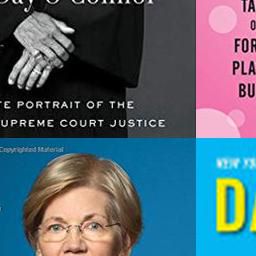 Day O'Connor
TE PORTRAIT OF THE
UPREME COURT JUSTICE
TA
O
FOR
PLA
BU
Copyrighted Material
NEW YO
DA